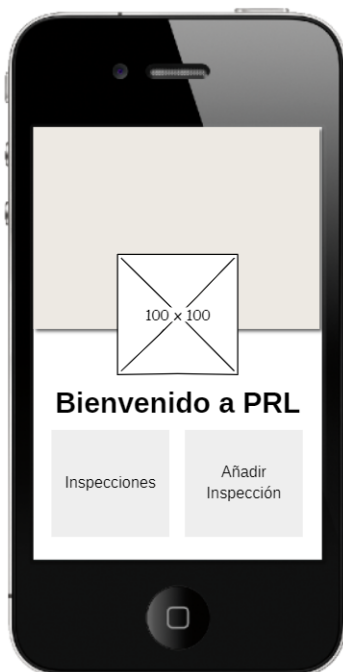 100 x 100
Bienvenido a PRL
Inspecciones
Añadir
Inspección